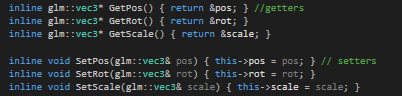 inline glm::vec3* GetPos() { return &pos; } //getters
inline glm::vec3* GetRot() { return &rot; }
inline glm::vec3* GetScale() { return &scale; }
inline void SetPos(glm::vec3& pos) { this->pos = pos; } // setters
inline void SetRot(glm::vec3& rot) { this->rot = rot; }
inline void SetScale(glm::vec3& scale) { this->scale = scale; }